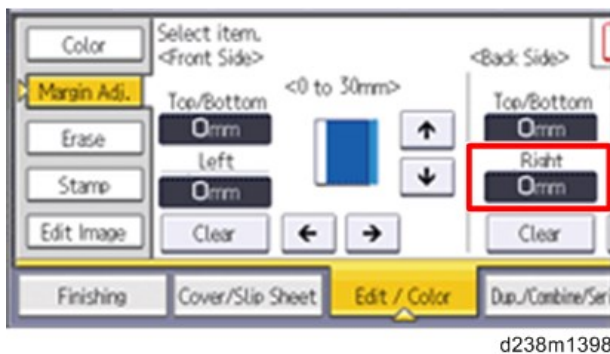 Color
Margin Adj.
Erase
Stamp
Edit Image
Select item.
<Front Side>
<0 to 30mm>
Top/Bottom
0mm
Left
0mm
Clear
<Back Side>
Top/Bottom
0mm
Right
0mm
Clear
Finishing
Cover/Slip Sheet
Edit / Color
Dup./Combine/Seri
d238m1398